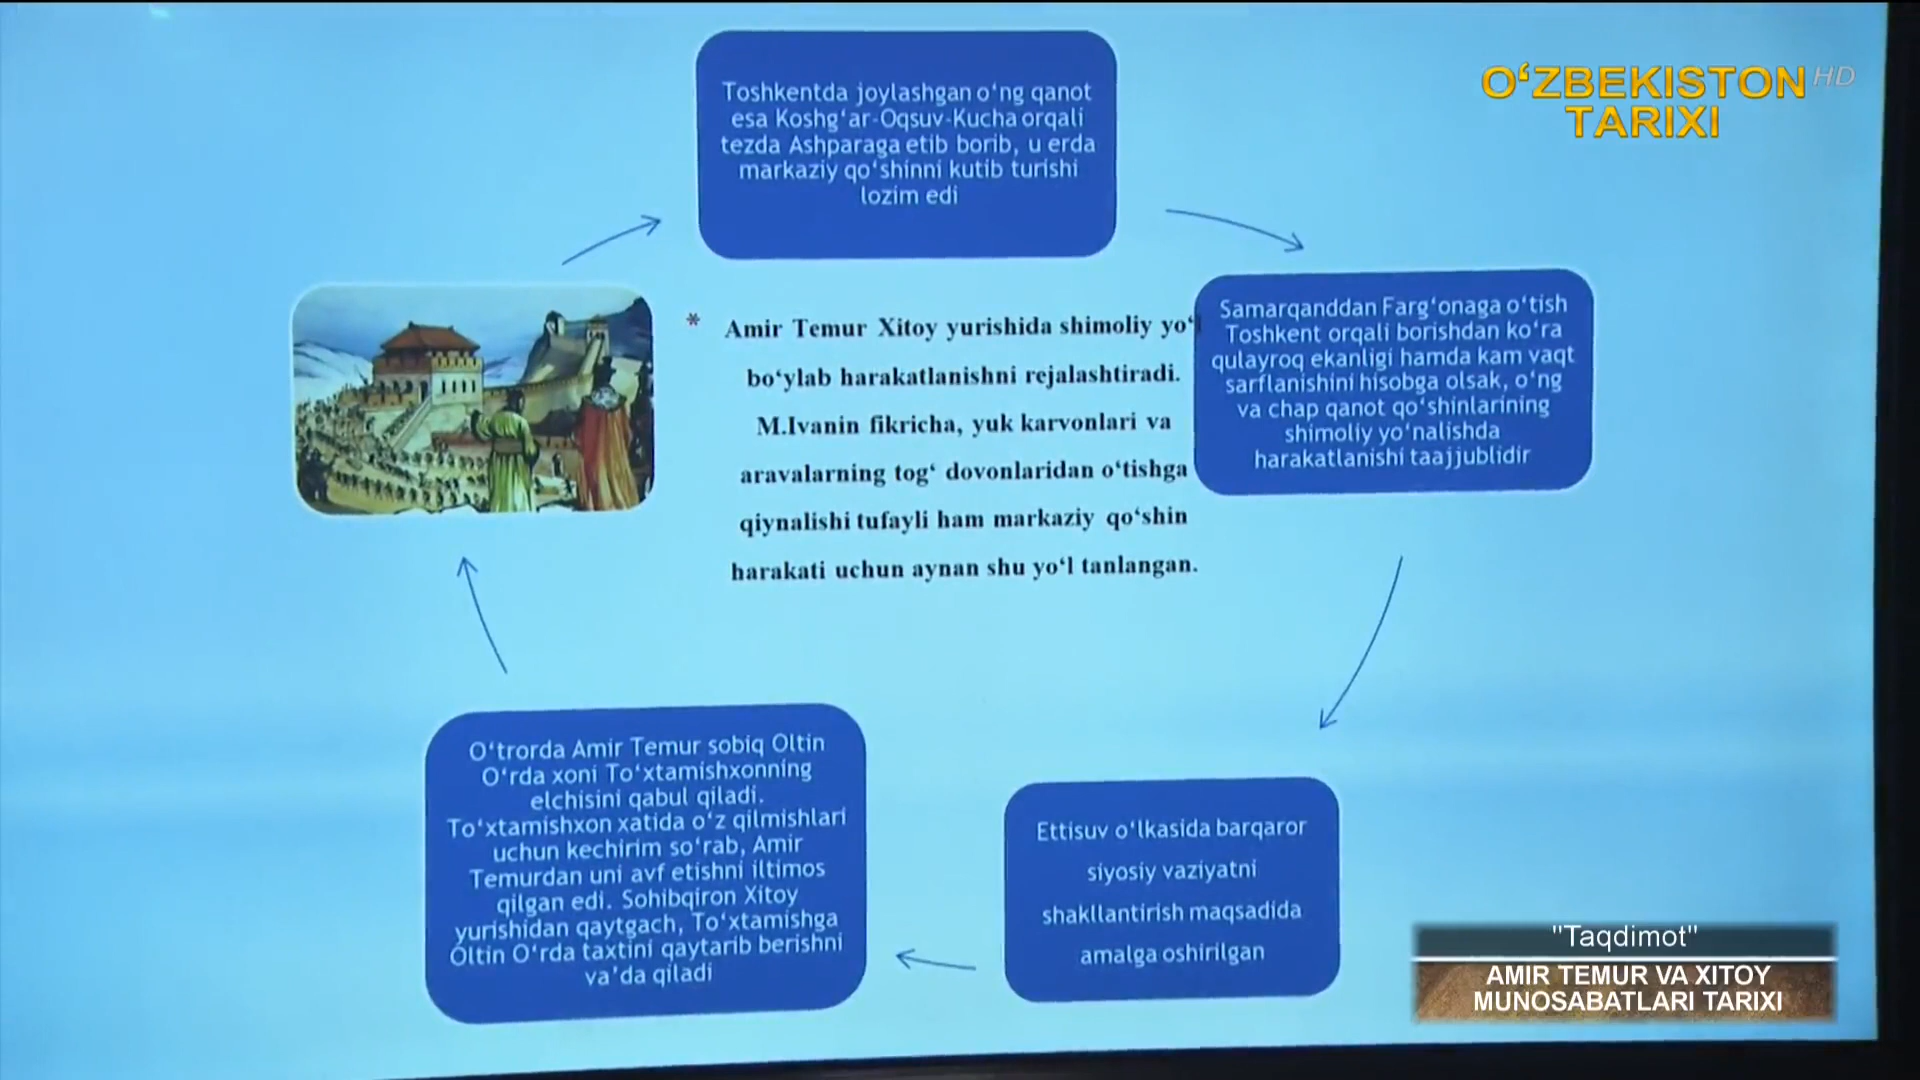 Toshkentda joylashgan o‘ng qanot
esa Koshg‘ar-Oqsuv-Kucha orqali
tezda Ashparaga etib borib, u erda
markaziy qo‘shinni kutib turishi
lozim edi
O‘ZBEKISTON HD
TARIXI
* Amir Temur Xitoy yurishida shimoliy yo‘l
bo‘ylab harakatlanishni rejalashtiradi.
M.Ivanin fikricha, yuk karvonlari va
aravalarning tog‘ dovonlaridan o‘tishga
qiynalishi tufayli ham markaziy qo‘shin
harakati uchun aynan shu yo‘l tanlangan.
Samarqanddan Farg‘onaga o‘tish
Toshkent orqali borishdan ko‘ra
qulayroq ekanligi hamda kam vaqt
sarflanishini hisobga olsak, o‘ng
va chap qanot qo‘shinlarining
shimoliy yo‘nalishda
harakatlanishi taajjublidir
O‘trorda Amir Temur sobiq Oltin
O‘rda xoni To‘xtamishxonning
elchisini qabul qiladi.
To‘xtamishxon xatida o‘z qilmishlari
uchun kechirim so‘rab, Amir
Temurdan uni avf etishni iltimos
qilgan edi. Sohibqiron Xitoy
yurishidan qaytgach, To‘xtamishga
Oltin O‘rda taxtini qaytarib berishni
va’da qiladi
Ettisuv o‘lkasida barqaror
siyosiy vaziyatni
shakllantirish maqsadida
amalga oshirilgan
"Taqdimot"
AMIR TEMUR VA XITOY
MUNOSABATLARI TARIXI